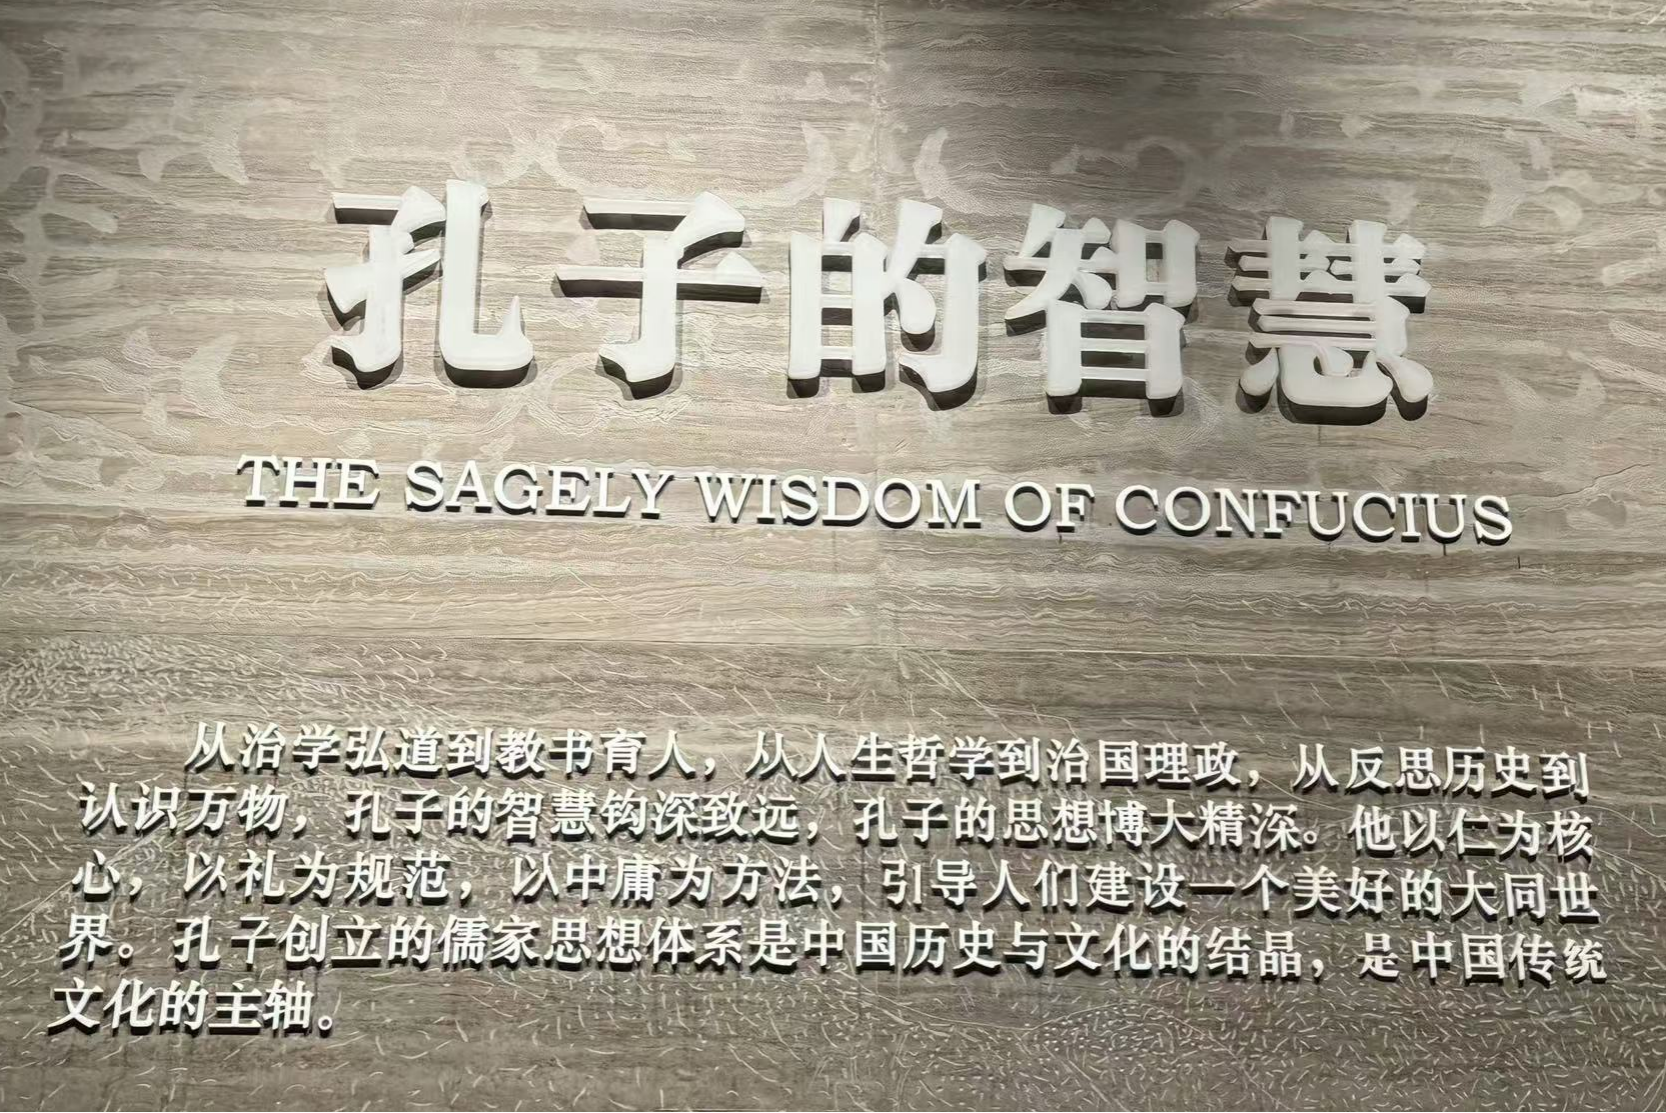 孔子的智慧
THE SAGELY WISDOM OF CONFUCIUS
从治学弘道到教书育人，从人生哲学到治国理政，从反思历史到
认识万物，孔子的智慧钩深致远，孔子的思想博大精深。他以仁为核
心，以礼为规范，以中庸为方法，引导人们建设一个美好的大同世
界。孔子创立的儒家思想体系是中国历史与文化的结晶，是中国传统
文化的主轴。